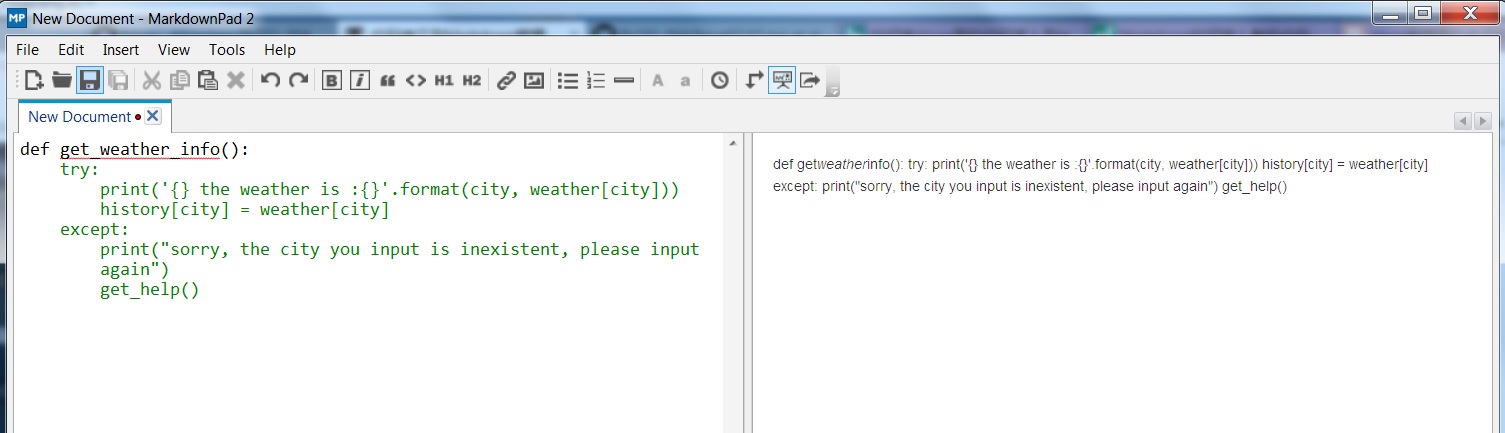 MP New Document - MarkdownPad 2
File Edit Insert View Tools Help
B i “ <> H1 H2 A a
New Document
def get_weather_info():
    try:
        print('{} the weather is :{}'.format(city, weather[city]))
        history[city] = weather[city]
    except:
        print("sorry, the city you input is inexistent, please input
        again")
        get_help()
def getweatherinfo(): try: print('{} the weather is :{}'.format(city, weather[city])) history[city] = weather[city]
except: print("sorry, the city you input is inexistent, please input again") get_help()